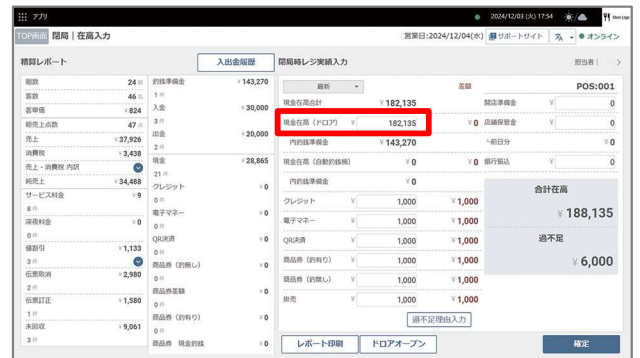 アプリ
2024/12/03 (火) 17:54
TOP画面 閉局 | 在高入力
営業日:2024/12/04(水) サポートサイト オンライン
精算レポート 入出金履歴
組数 24 組
客数 46 名
客単価 ¥ 824
総売上点数 47 点
売上 ¥ 37,926
消費税 ¥ 3,438
売上・消費税 内訳
純売上 ¥ 34,488
サービス料金 ¥ 9
8 件
深夜料金 ¥ 0
0 件
値割引 ¥ 1,133
3 件
伝票取消 ¥ 2,980
2 件
伝票訂正 ¥ 1,580
1 件
未回収 ¥ 9,061
3 件
釣銭準備金 ¥ 143,270
1 件
入金 ¥ 30,000
3 件
出金 ¥ 20,000
2 件
現金 ¥ 28,865
21 件
クレジット ¥ 0
0 件
電子マネー ¥ 0
0 件
QR決済 ¥ 0
0 件
商品券（釣無し） ¥ 0
0 件
商品券差額 ¥ 0
0 件
商品券（釣有り） ¥ 0
0 件
商品券 現金釣銭 ¥ 0
閉局時レジ実績入力 担当者 |
最新 差額 POS:001
現金在高合計 ¥ 182,135
現金在高（ドロア） ¥ 182,135 ¥ 0
内釣銭準備金 ¥ 143,270
現金在高（自動釣銭機） ¥ 0 ¥ 0
内釣銭準備金 ¥ 0
クレジット ¥ 1,000 ¥ 1,000
電子マネー ¥ 1,000 ¥ 1,000
QR決済 ¥ 1,000 ¥ 1,000
商品券（釣有り） ¥ 1,000 ¥ 1,000
商品券（釣無し） ¥ 1,000 ¥ 1,000
掛売 ¥ 1,000 ¥ 1,000
過不足理由入力
開店準備金 ¥ 0
店舗保管金 ¥ 0
└前日分 ¥ 0
銀行振込 ¥ 0
合計在高
¥ 188,135
過不足
¥ 6,000
レポート印刷 ドロアオープン 確定